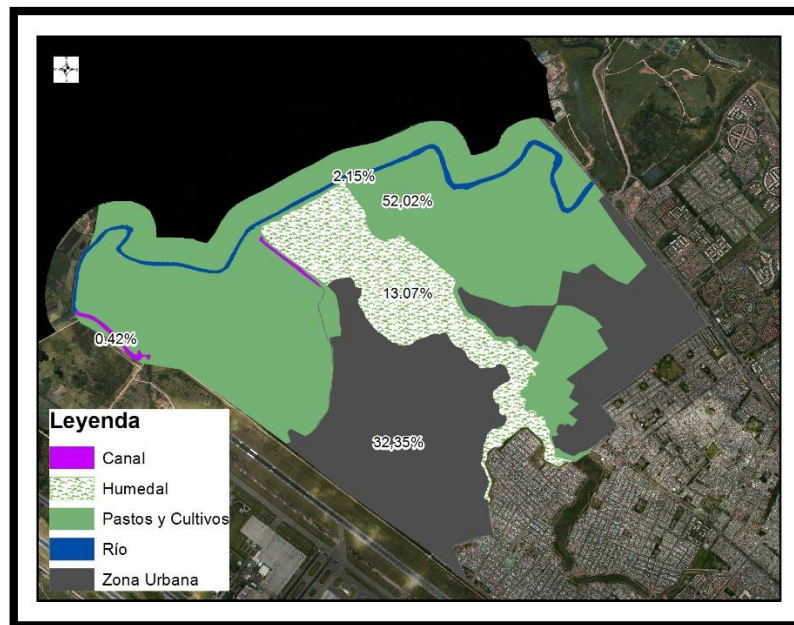 2.15%
52,02%
13.07%
0.42%
32,35%
Leyenda
Canal
Humedal
Pastos y Cultivos
Río
Zona Urbana